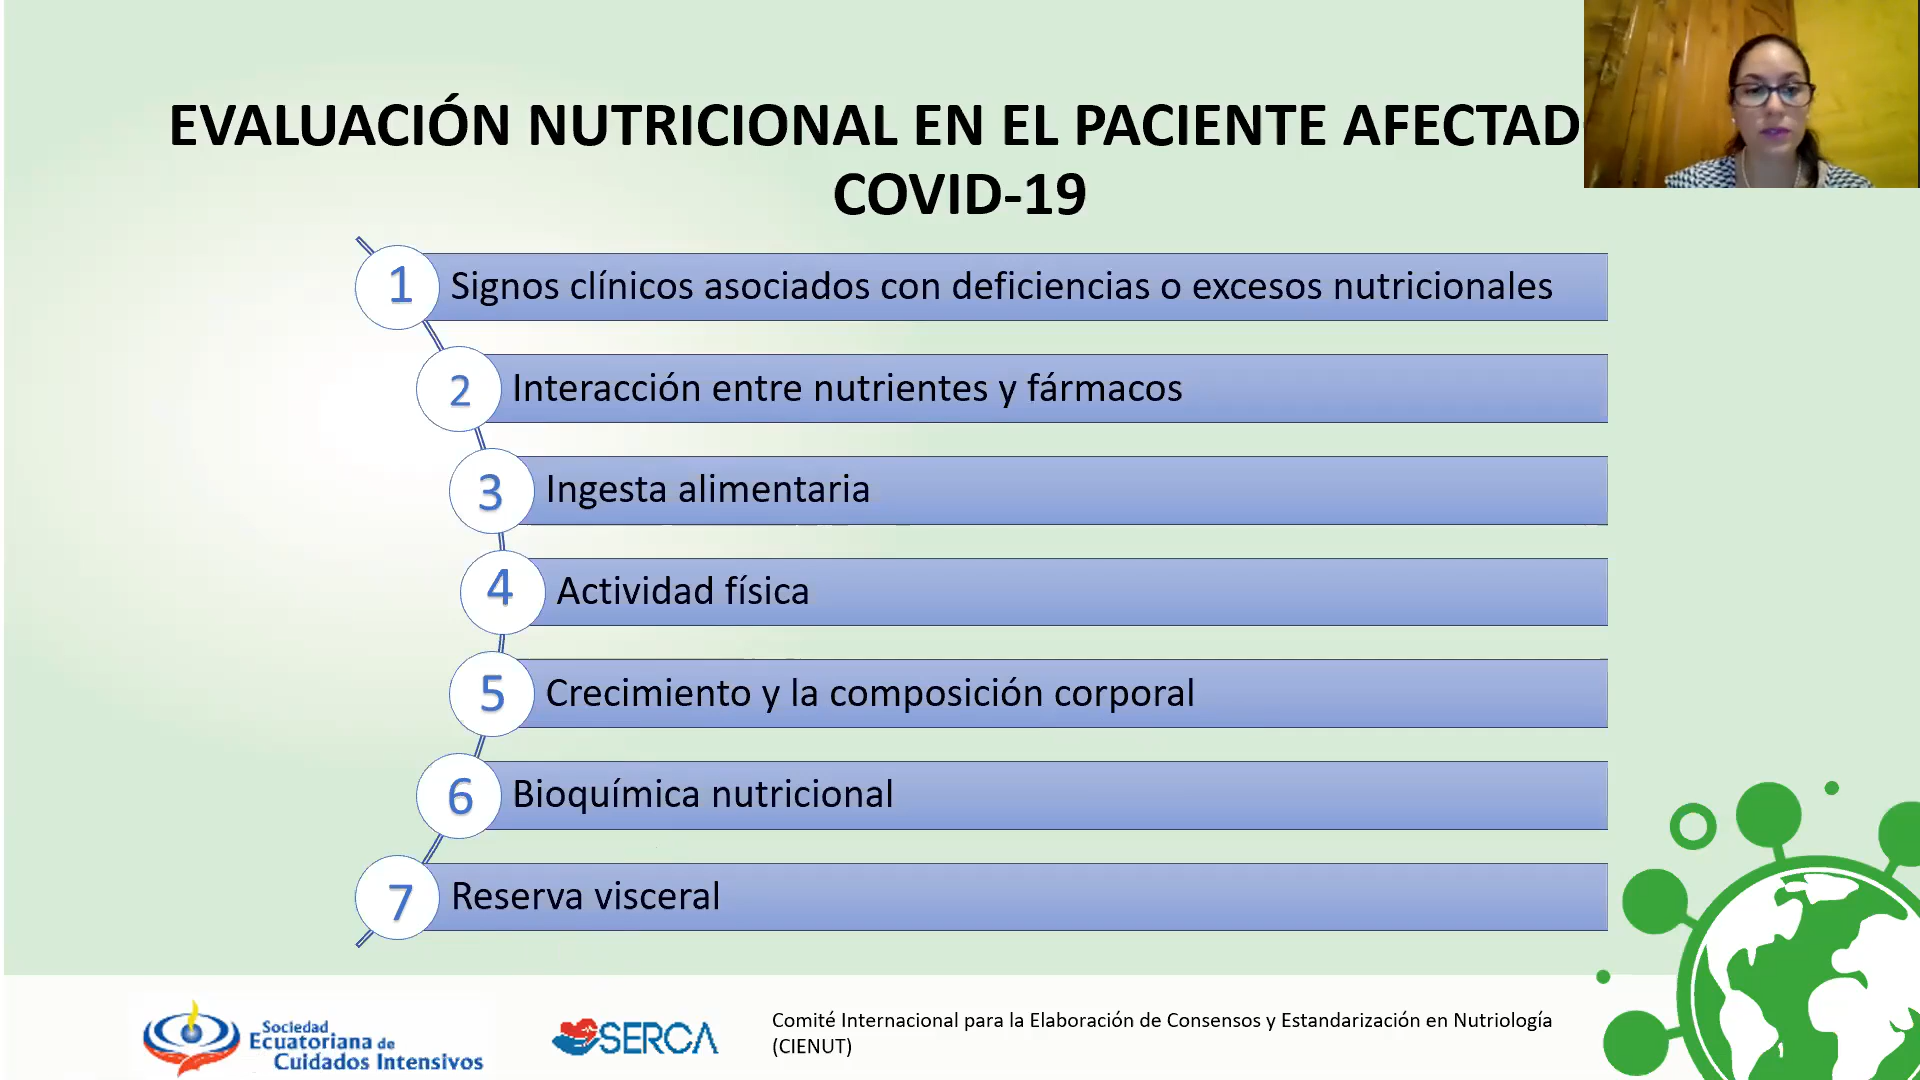 EVALUACIÓN NUTRICIONAL EN EL PACIENTE AFECTAD
COVID-19
1 Signos clínicos asociados con deficiencias o excesos nutricionales
2 Interacción entre nutrientes y fármacos
3 Ingesta alimentaria
4 Actividad física
5 Crecimiento y la composición corporal
6 Bioquímica nutricional
7 Reserva visceral
Sociedad
Ecuatoriana de
Cuidados Intensivos
SERCA
Comité Internacional para la Elaboración de Consensos y Estandarización en Nutriología
(CIENUT)